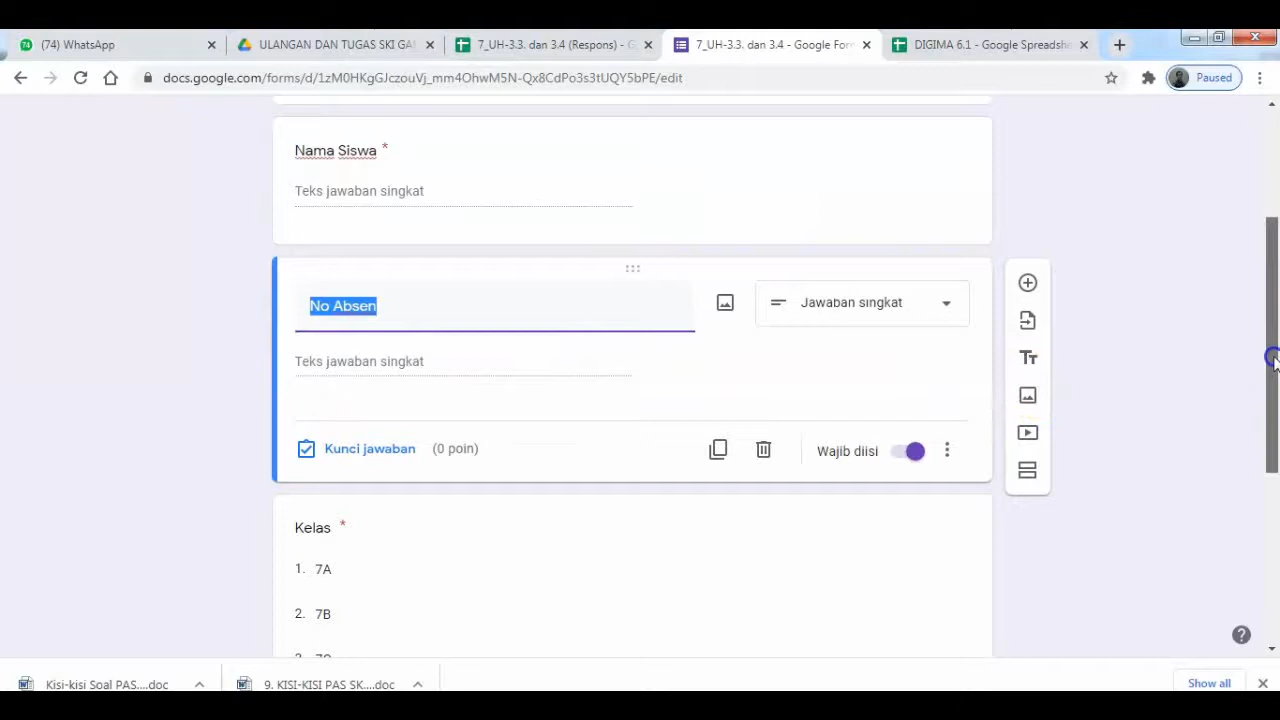 (74) WhatsApp
ULANGAN DAN TUGAS SKI GA
7_UH-3.3. dan 3.4 (Respons) - G
7_UH-3.3. dan 3.4 - Google For
DIGIMA 6.1 - Google Spreadsh
docs.google.com/forms/d/1zM0HKgGJczouVj_mm4OhwM5N-Qx8CdPo3s3tUQY5bPE/edit
Paused
Nama Siswa *
Teks jawaban singkat
No Absen
Jawaban singkat
Teks jawaban singkat
Kunci jawaban (0 poin)
Wajib diisi
Kelas *
1. 7A
2. 7B
Kisi-kisi Soal PAS....doc
9. KISI-KISI PAS SK....doc
Show all